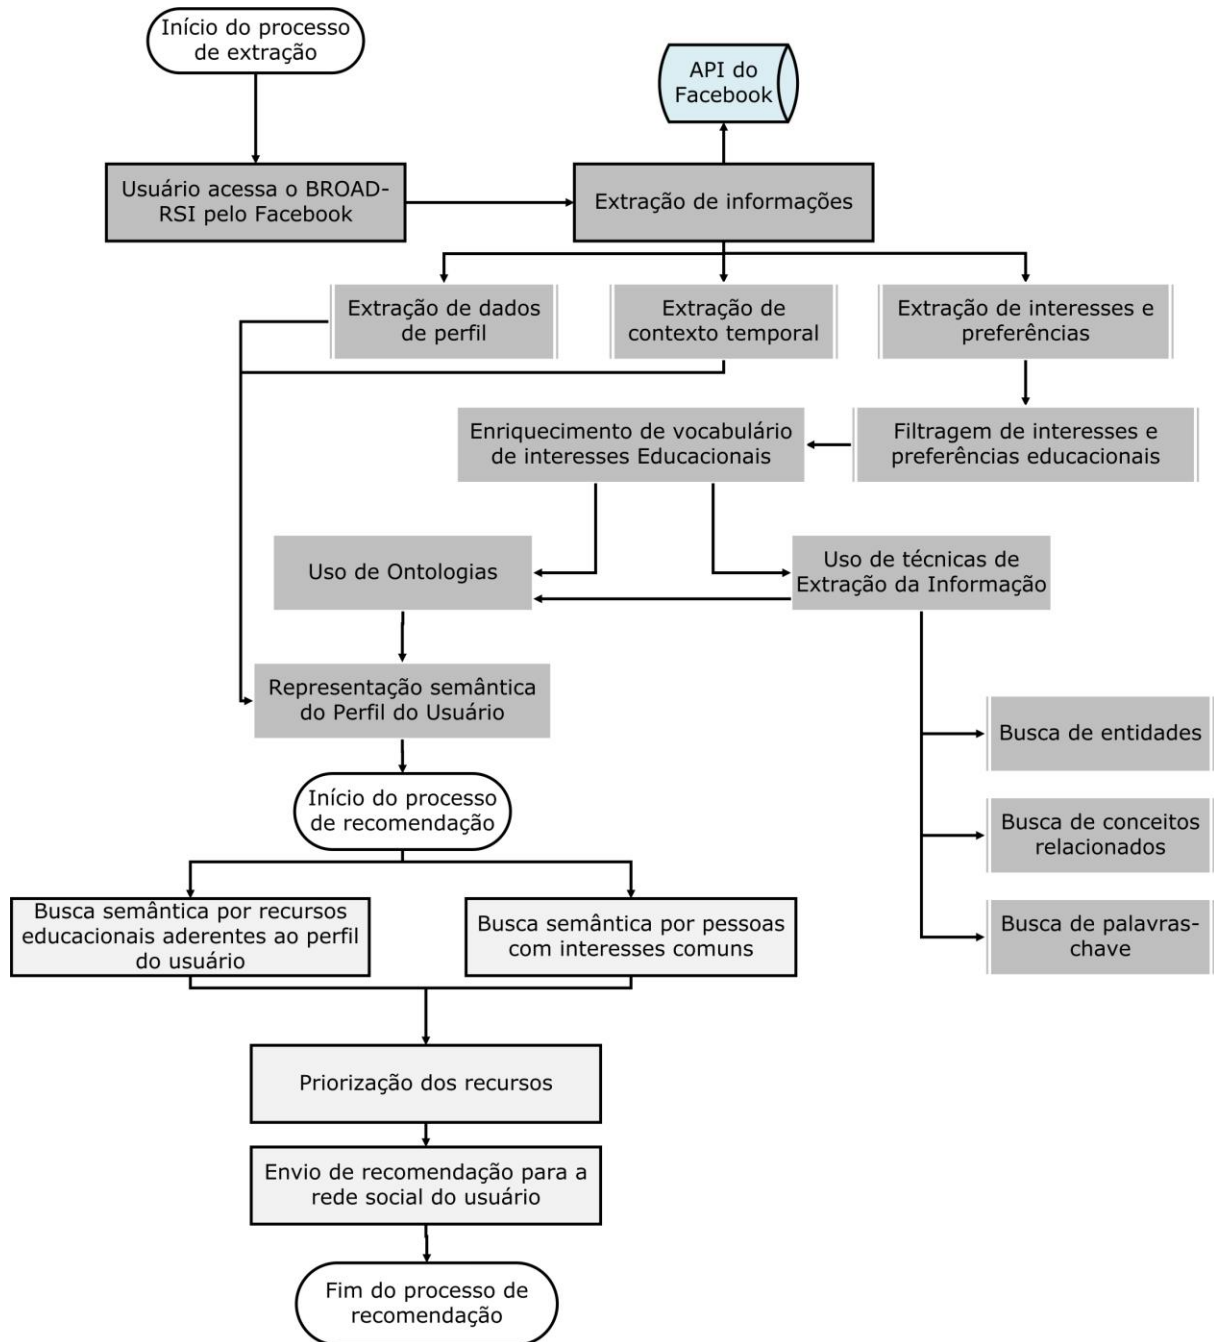 Início do processo
de extração
API do
Facebook
Usuário acessa o BROAD-
RSI pelo Facebook
Extração de informações
Extração de dados
de perfil
Extração de
contexto temporal
Extração de interesses e
preferências
Enriquecimento de vocabulário
de interesses Educacionais
Filtragem de interesses e
preferências educacionais
Uso de Ontologias
Uso de técnicas de
Extração da Informação
Representação semântica
do Perfil do Usuário
Busca de entidades
Início do processo
de recomendação
Busca de conceitos
relacionados
Busca semântica por recursos
educacionais aderentes ao perfil
do usuário
Busca semântica por pessoas
com interesses comuns
Busca de palavras-
chave
Priorização dos recursos
Envio de recomendação para a
rede social do usuário
Fim do processo de
recomendação